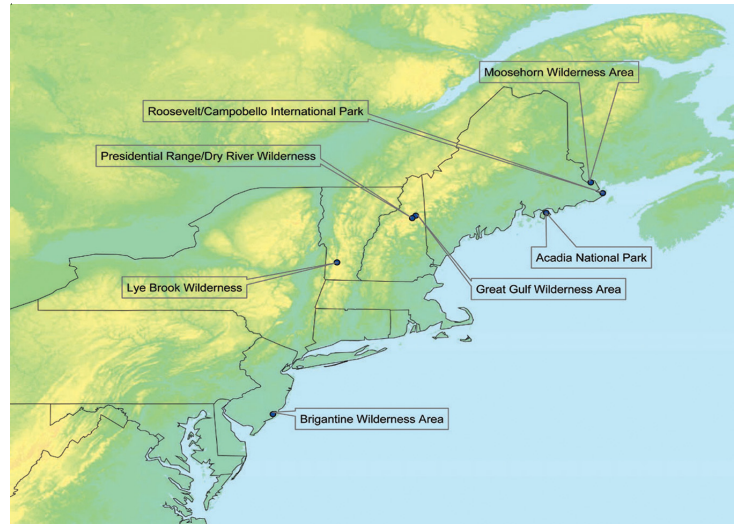 Moosehorn Wilderness Area
Roosevelt/Campobello International Park
Presidential Range/Dry River Wilderness
Acadia National Park
Lye Brook Wilderness
Great Gulf Wilderness Area
Brigantine Wilderness Area